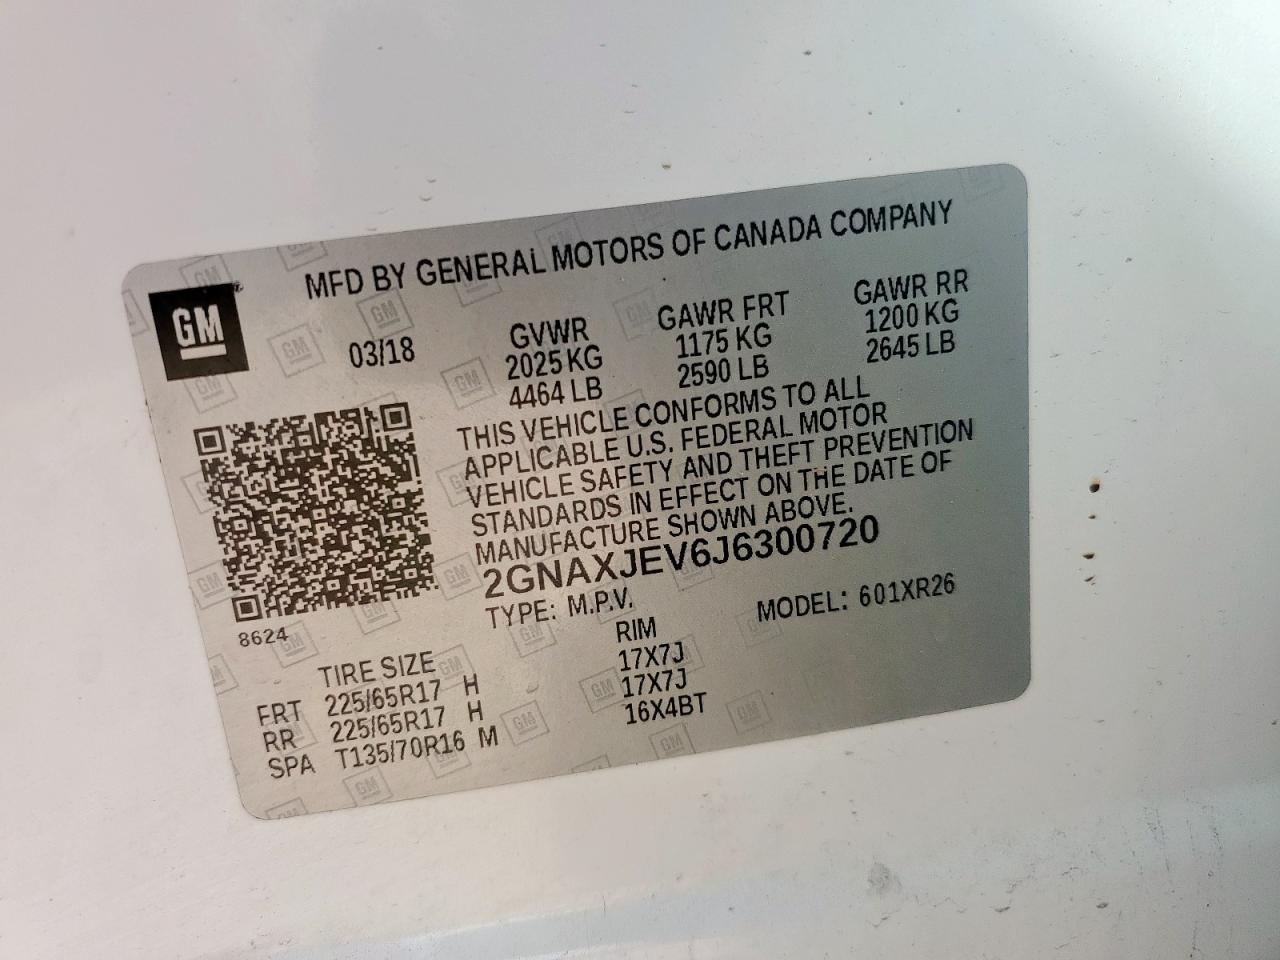 MFD BY GENERAL MOTORS OF CANADA COMPANY
GM
03/18
GVWR GAWR FRT GAWR RR
2025 KG 1175 KG 1200 KG
4464 LB 2590 LB 2645 LB
THIS VEHICLE CONFORMS TO ALL
APPLICABLE U.S. FEDERAL MOTOR
VEHICLE SAFETY AND THEFT PREVENTION
STANDARDS IN EFFECT ON THE DATE OF
MANUFACTURE SHOWN ABOVE.
2GNAXJEV6J6300720
TYPE: M.P.V. MODEL: 601XR26
8624
TIRE SIZE RIM
FRT 225/65R17 H 17X7J
RR 225/65R17 H 17X7J
SPA T135/70R16 M 16X4BT